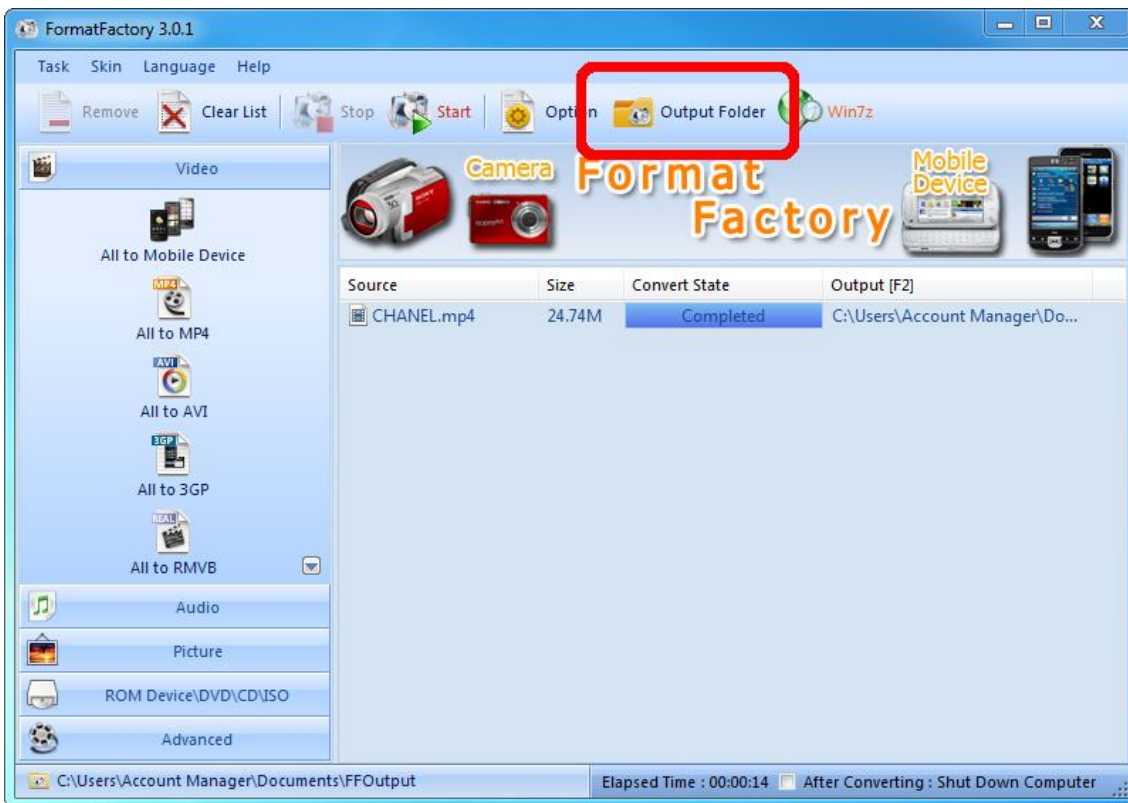 FormatFactory 3.0.1
Task Skin Language Help
Remove Clear List Stop Start Option Output Folder Win7z
Video
All to Mobile Device
MP4
All to MP4
AVI
All to AVI
3GP
All to 3GP
REAL
All to RMVB
Audio
Picture
ROM Device\DVD\CD\ISO
Advanced
Camera
Format
Factory
Mobile
Device
Source Size Convert State Output [F2]
CHANEL.mp4 24.74M Completed C:\Users\Account Manager\Do...
C:\Users\Account Manager\Documents\FFOutput Elapsed Time : 00:00:14 After Converting : Shut Down Computer